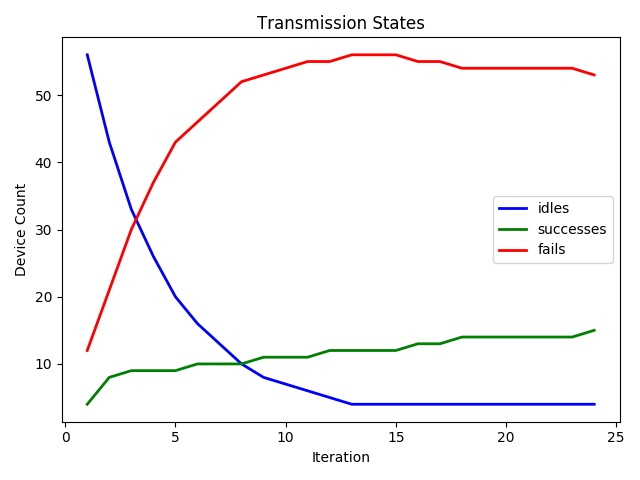 Transmission States
Device Count
50
40
30
20
10
idles
successes
fails
0
5
10
15
20
25
Iteration